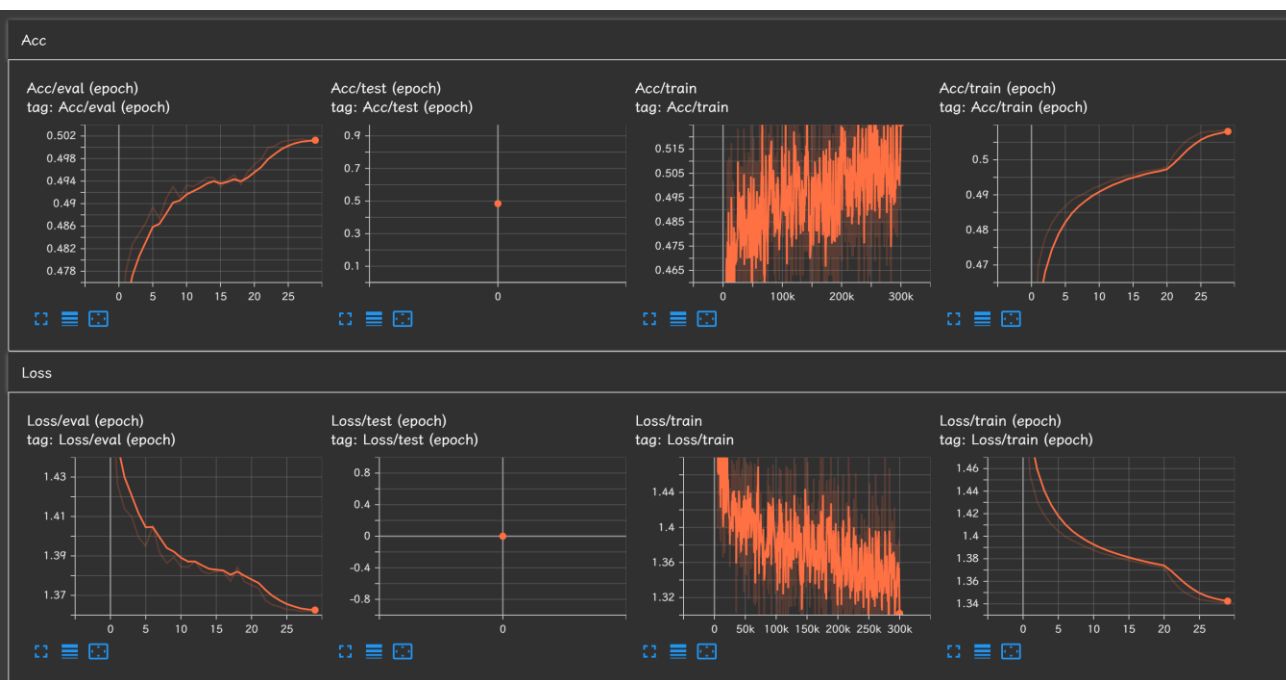 Acc
Acc/eval (epoch)
tag: Acc/eval (epoch)
0.502
0.498
0.494
0.49
0.486
0.482
0.478
0 5 10 15 20 25
Acc/test (epoch)
tag: Acc/test (epoch)
0.9
0.7
0.5
0.3
0.1
0
Acc/train
tag: Acc/train
0.515
0.505
0.495
0.485
0.475
0.465
0 100k 200k 300k
Acc/train (epoch)
tag: Acc/train (epoch)
0.5
0.49
0.48
0.47
0 5 10 15 20 25
Loss
Loss/eval (epoch)
tag: Loss/eval (epoch)
1.43
1.41
1.39
1.37
0 5 10 15 20 25
Loss/test (epoch)
tag: Loss/test (epoch)
0.8
0.4
0
-0.4
-0.8
0
Loss/train
tag: Loss/train
1.44
1.4
1.36
1.32
0 50k 100k 150k 200k 250k 300k
Loss/train (epoch)
tag: Loss/train (epoch)
1.46
1.44
1.42
1.4
1.38
1.36
1.34
0 5 10 15 20 25